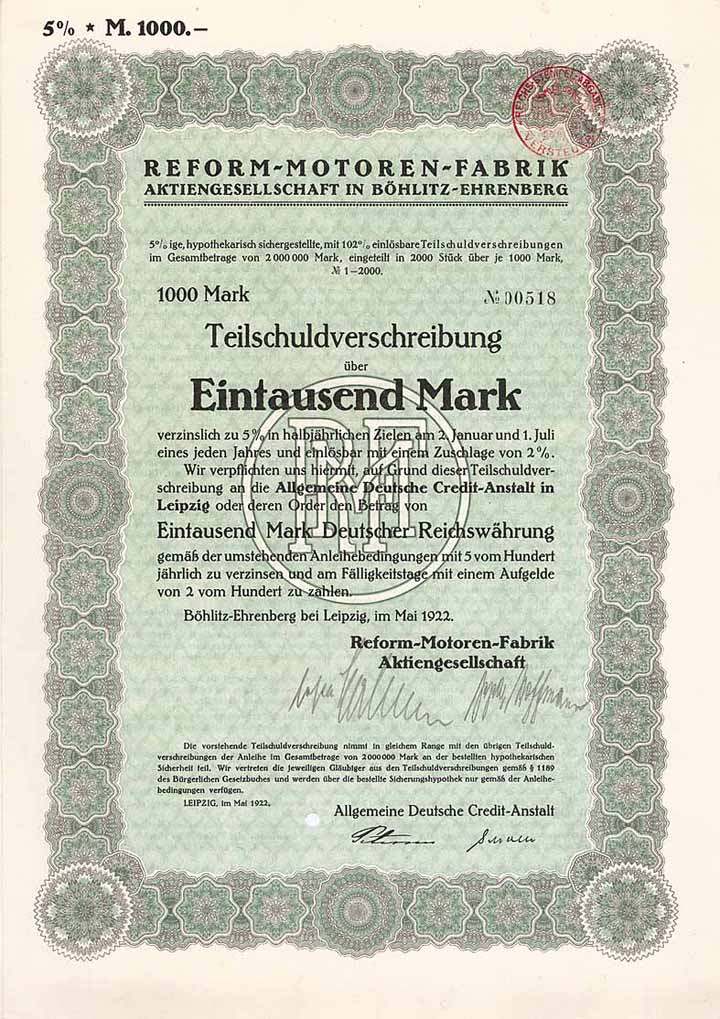 5% ★ M. 1000.–
REICHSSTEMPELABGABE
VERSTEUERT
REFORM-MOTOREN-FABRIK
AKTIENGESELLSCHAFT IN BÖHLITZ-EHRENBERG
5% ige, hypothekarisch sichergestellte, mit 102% einlösbare Teilschuldverschreibungen
im Gesamtbetrage von 2 000 000 Mark, eingeteilt in 2000 Stück über je 1000 Mark,
№ 1–2000.
1000 Mark № 00518
Teilschuldverschreibung
über
Eintausend Mark
verzinslich zu 5% in halbjährlichen Zielen am 2. Januar und 1. Juli
eines jeden Jahres und einlösbar mit einem Zuschlage von 2%.
Wir verpflichten uns hiermit, auf Grund dieser Teilschuldver-
schreibung an die Allgemeine Deutsche Credit-Anstalt in
Leipzig oder deren Order den Betrag von
Eintausend Mark Deutscher Reichswährung
gemäß der umstehenden Anleihebedingungen mit 5 vom Hundert
jährlich zu verzinsen und am Fälligkeitstage mit einem Aufgelde
von 2 vom Hundert zu zahlen.
RMF
Böhlitz-Ehrenberg bei Leipzig, im Mai 1922.
Reform-Motoren-Fabrik
Aktiengesellschaft
Die vorstehende Teilschuldverschreibung nimmt in gleichem Range mit den übrigen Teilschuld-
verschreibungen der Anleihe im Gesamtbetrage von 2 000 000 Mark an der bestellten hypothekarischen
Sicherheit teil. Wir vertreten die jeweiligen Gläubiger aus den Teilschuldverschreibungen gemäß § 1189
des Bürgerlichen Gesetzbuches und werden über die bestellte Sicherungshypothek nur gemäß der Anleihe-
bedingungen verfügen.
LEIPZIG, im Mai 1922.
Allgemeine Deutsche Credit-Anstalt